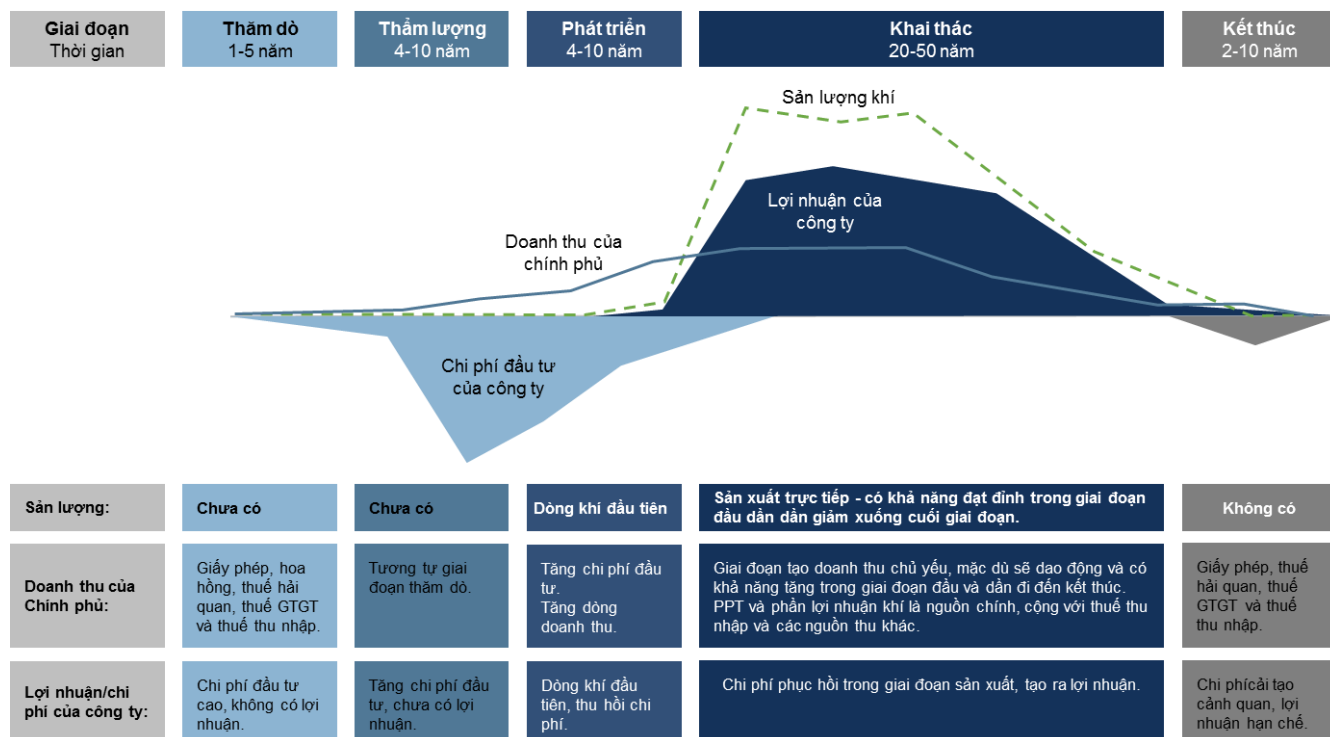 Giai đoạn
Thời gian
Thăm dò
1-5 năm
Thẩm lượng
4-10 năm
Phát triển
4-10 năm
Khai thác
20-50 năm
Kết thúc
2-10 năm
Sản lượng khí
Lợi nhuận của
công ty
Doanh thu của
chính phủ
Chi phí đầu tư
của công ty
Sản lượng:
Chưa có
Chưa có
Dòng khí đầu tiên
Sản xuất trực tiếp - có khả năng đạt đỉnh trong giai đoạn
đầu dần dần giảm xuống cuối giai đoạn.
Không có
Doanh thu của
Chính phủ:
Giấy phép, hoa
hồng, thuế hải
quan, thuế GTGT
và thuế thu nhập.
Tương tự giai
đoạn thăm dò.
Tăng chi phí đầu
tư.
Tăng dòng
doanh thu.
Giai đoạn tạo doanh thu chủ yếu, mặc dù sẽ dao động và có
khả năng tăng trong giai đoạn đầu và dần đi đến kết thúc.
PPT và phần lợi nhuận khí là nguồn chính, cộng với thuế thu
nhập và các nguồn thu khác.
Giấy phép, thuế
hải quan, thuế
GTGT và thuế
thu nhập.
Lợi nhuận/chi
phí của công ty:
Chi phí đầu tư
cao, không có lợi
nhuận.
Tăng chi phí đầu
tư, chưa có lợi
nhuận.
Dòng khí đầu
tiên, thu hồi chi
phí.
Chi phí phục hồi trong giai đoạn sản xuất, tạo ra lợi nhuận.
Chi phícải tạo
cảnh quan, lợi
nhuận hạn chế.